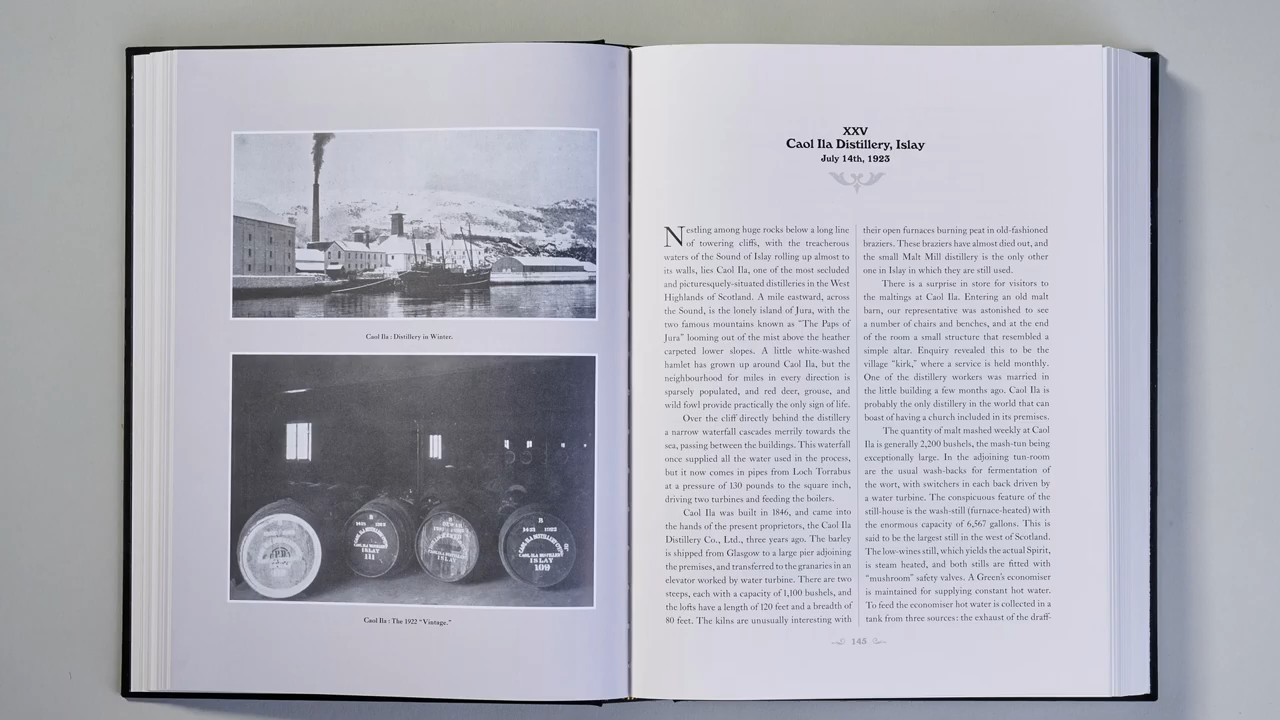 Caol Ila : Distillery in Winter.
ISLAY
111
ISLAY
109
Caol Ila : The 1922 "Vintage."
XXV
Caol Ila Distillery, Islay
July 14th, 1923
Nestling among huge rocks below a long line
of towering cliffs, with the treacherous
waters of the Sound of Islay rolling up almost to
its walls, lies Caol Ila, one of the most secluded
and picturesquely-situated distilleries in the West
Highlands of Scotland. A mile eastward, across
the Sound, is the lonely island of Jura, with the
two famous mountains known as "The Paps of
Jura" looming out of the mist above the heather
carpeted lower slopes. A little white-washed
hamlet has grown up around Caol Ila, but the
neighbourhood for miles in every direction is
sparsely populated, and red deer, grouse, and
wild fowl provide practically the only sign of life.
Over the cliff directly behind the distillery
a narrow waterfall cascades merrily towards the
sea, passing between the buildings. This waterfall
once supplied all the water used in the process,
but it now comes in pipes from Loch Torrabus
at a pressure of 130 pounds to the square inch,
driving two turbines and feeding the boilers.
Caol Ila was built in 1846, and came into
the hands of the present proprietors, the Caol Ila
Distillery Co., Ltd., three years ago. The barley
is shipped from Glasgow to a large pier adjoining
the premises, and transferred to the granaries in an
elevator worked by water turbine. There are two
steeps, each with a capacity of 1,100 bushels, and
the lofts have a length of 120 feet and a breadth of
80 feet. The kilns are unusually interesting with
their open furnaces burning peat in old-fashioned
braziers. These braziers have almost died out, and
the small Malt Mill distillery is the only other
one in Islay in which they are still used.
There is a surprise in store for visitors to
the maltings at Caol Ila. Entering an old malt
barn, our representative was astonished to see
a number of chairs and benches, and at the end
of the room a small structure that resembled a
simple altar. Enquiry revealed this to be the
village "kirk," where a service is held monthly.
One of the distillery workers was married in
the little building a few months ago. Caol Ila is
probably the only distillery in the world that can
boast of having a church included in its premises.
The quantity of malt mashed weekly at Caol
Ila is generally 2,200 bushels, the mash-tun being
exceptionally large. In the adjoining tun-room
are the usual wash-backs for fermentation of
the wort, with switchers in each back driven by
a water turbine. The conspicuous feature of the
still-house is the wash-still (furnace-heated) with
the enormous capacity of 6,567 gallons. This is
said to be the largest still in the west of Scotland.
The low-wines still, which yields the actual Spirit,
is steam heated, and both stills are fitted with
"mushroom" safety valves. A Green's economiser
is maintained for supplying constant hot water.
To feed the economiser hot water is collected in a
tank from three sources: the exhaust of the draff-
145